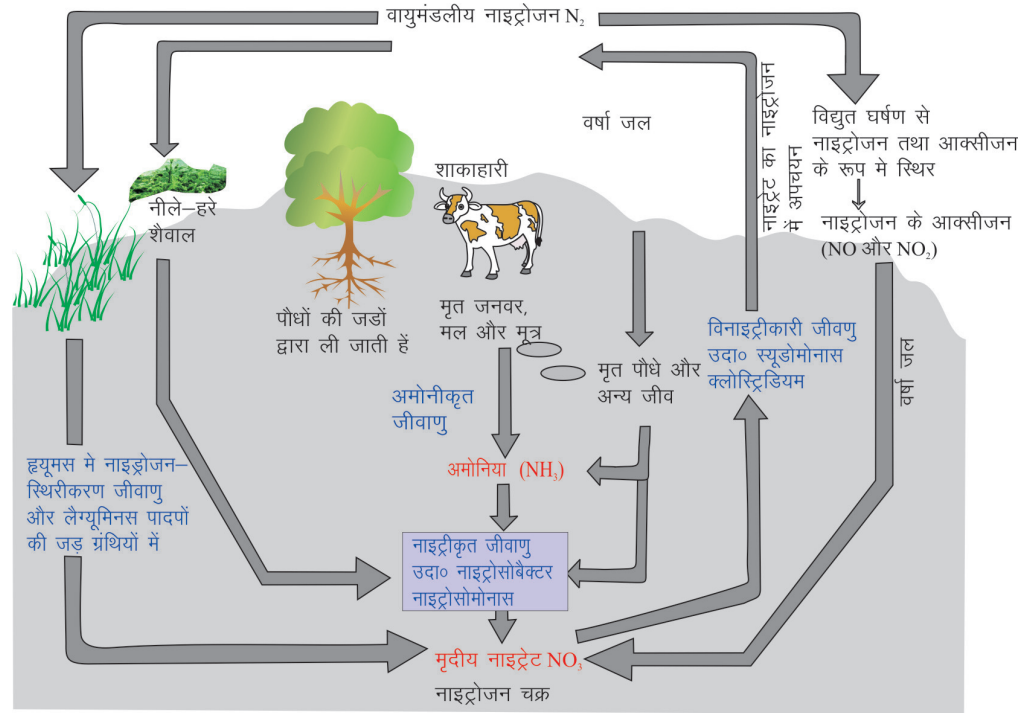 वायुमंडलीय नाइट्रोजन N₂
नीले–हरे
शैवाल
पौधों की जडों
द्वारा ली जाती हें
शाकाहारी
मृत जनवर,
मल और मूत्र
वर्षा जल
मृत पौधे और
अन्य जीव
नाइट्रेट का नाइट्रोजन
में अपचयन
विद्युत घर्षण से
नाइट्रोजन तथा आक्सीजन
के रूप मे स्थिर
नाइट्रोजन के आक्सीजन
(NO और NO₂)
विनाइट्रीकारी जीवणु
उदा० स्यूडोमोनास
क्लोस्ट्रिडियम
वर्षा जल
अमोनीकृत
जीवाणु
अमोनिया (NH₃)
ह्यूमस मे नाइड्रोजन–
स्थिरीकरण जीवाणु
और लैग्यूमिनस पादपों
की जड़ ग्रंथियों में
नाइट्रीकृत जीवाणु
उदा० नाइट्रोसोबैक्टर
नाइट्रोसोमोनास
मृदीय नाइट्रेट NO₃
नाइट्रोजन चक्र